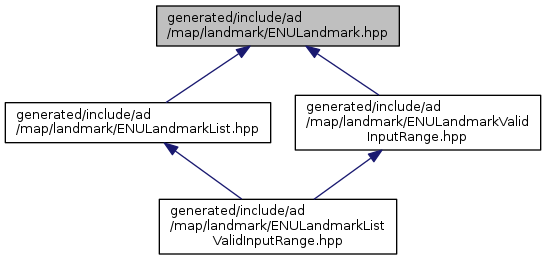 generated/include/ad
/map/landmark/ENULandmark.hpp
generated/include/ad
/map/landmark/ENULandmarkList.hpp
generated/include/ad
/map/landmark/ENULandmarkValid
InputRange.hpp
generated/include/ad
/map/landmark/ENULandmarkList
ValidInputRange.hpp